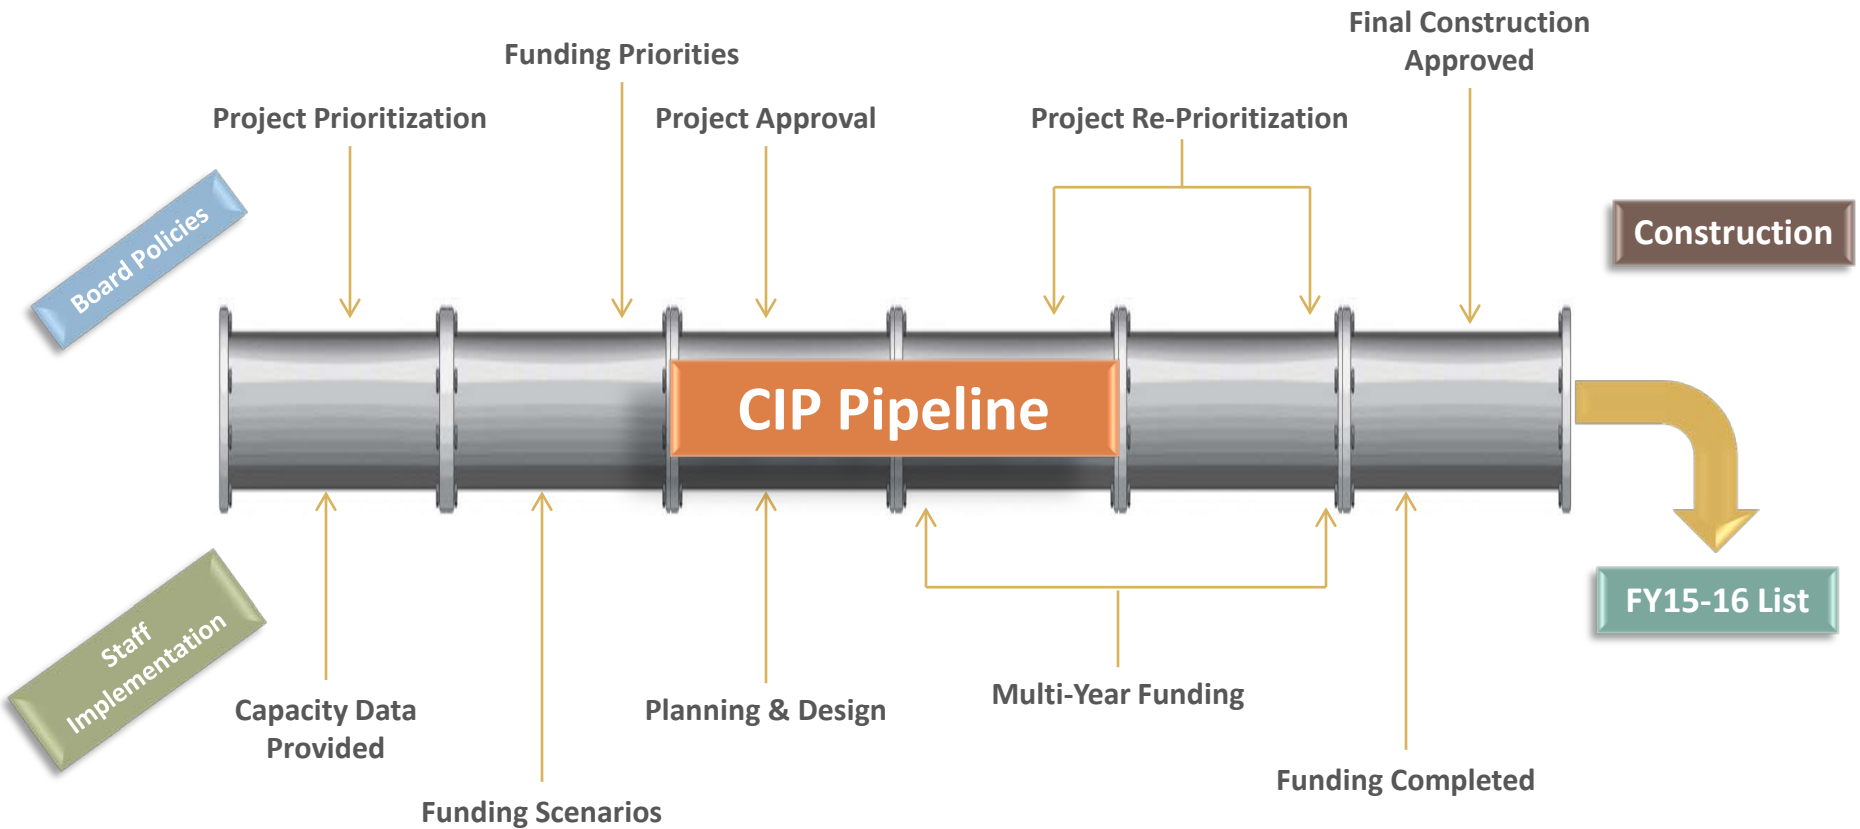 Final Construction
Approved
Funding Priorities
Project Prioritization
Project Approval
Project Re-Prioritization
Board Policies
Construction
CIP Pipeline
FY15-16 List
Staff
Implementation
Capacity Data
Provided
Planning & Design
Multi-Year Funding
Funding Completed
Funding Scenarios